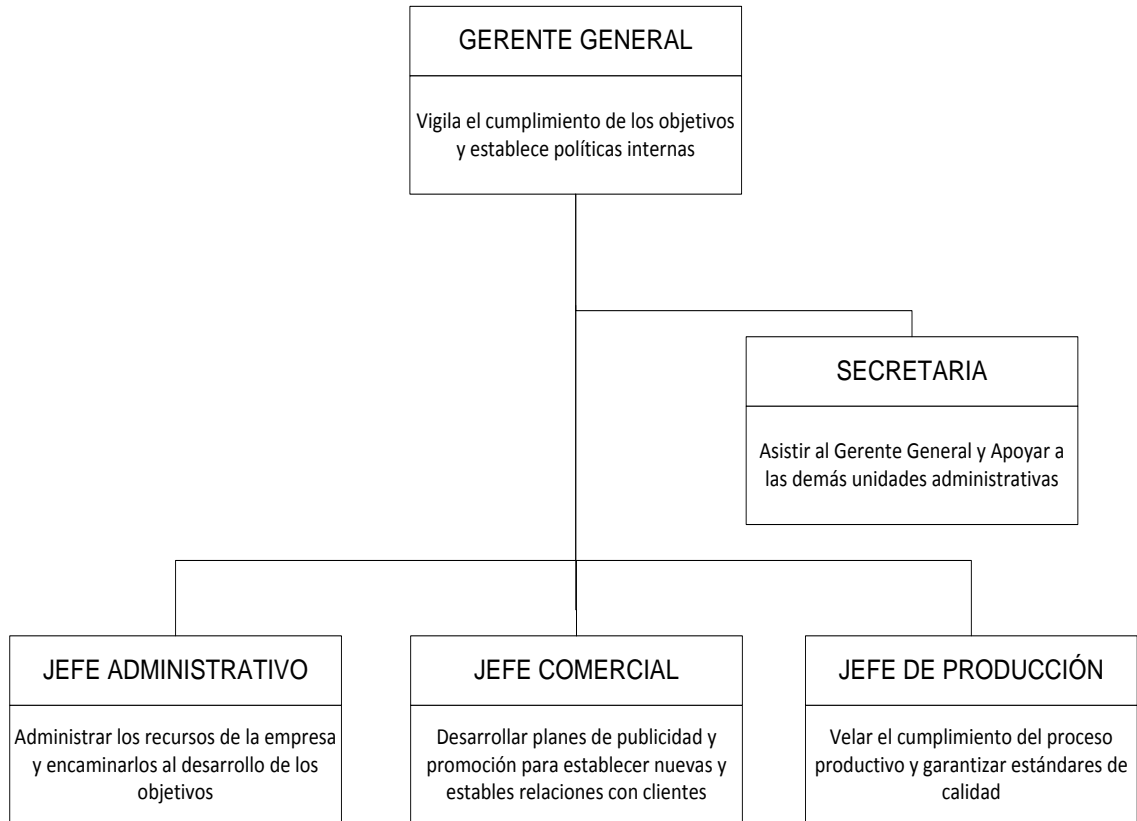 GERENTE GENERAL
Vigila el cumplimiento de los objetivos
y establece políticas internas
SECRETARIA
Asistir al Gerente General y Apoyar a
las demás unidades administrativas
JEFE ADMINISTRATIVO
Administrar los recursos de la empresa
y encaminarlos al desarrollo de los
objetivos
JEFE COMERCIAL
Desarrollar planes de publicidad y
promoción para establecer nuevas y
estables relaciones con clientes
JEFE DE PRODUCCIÓN
Velar el cumplimiento del proceso
productivo y garantizar estándares de
calidad